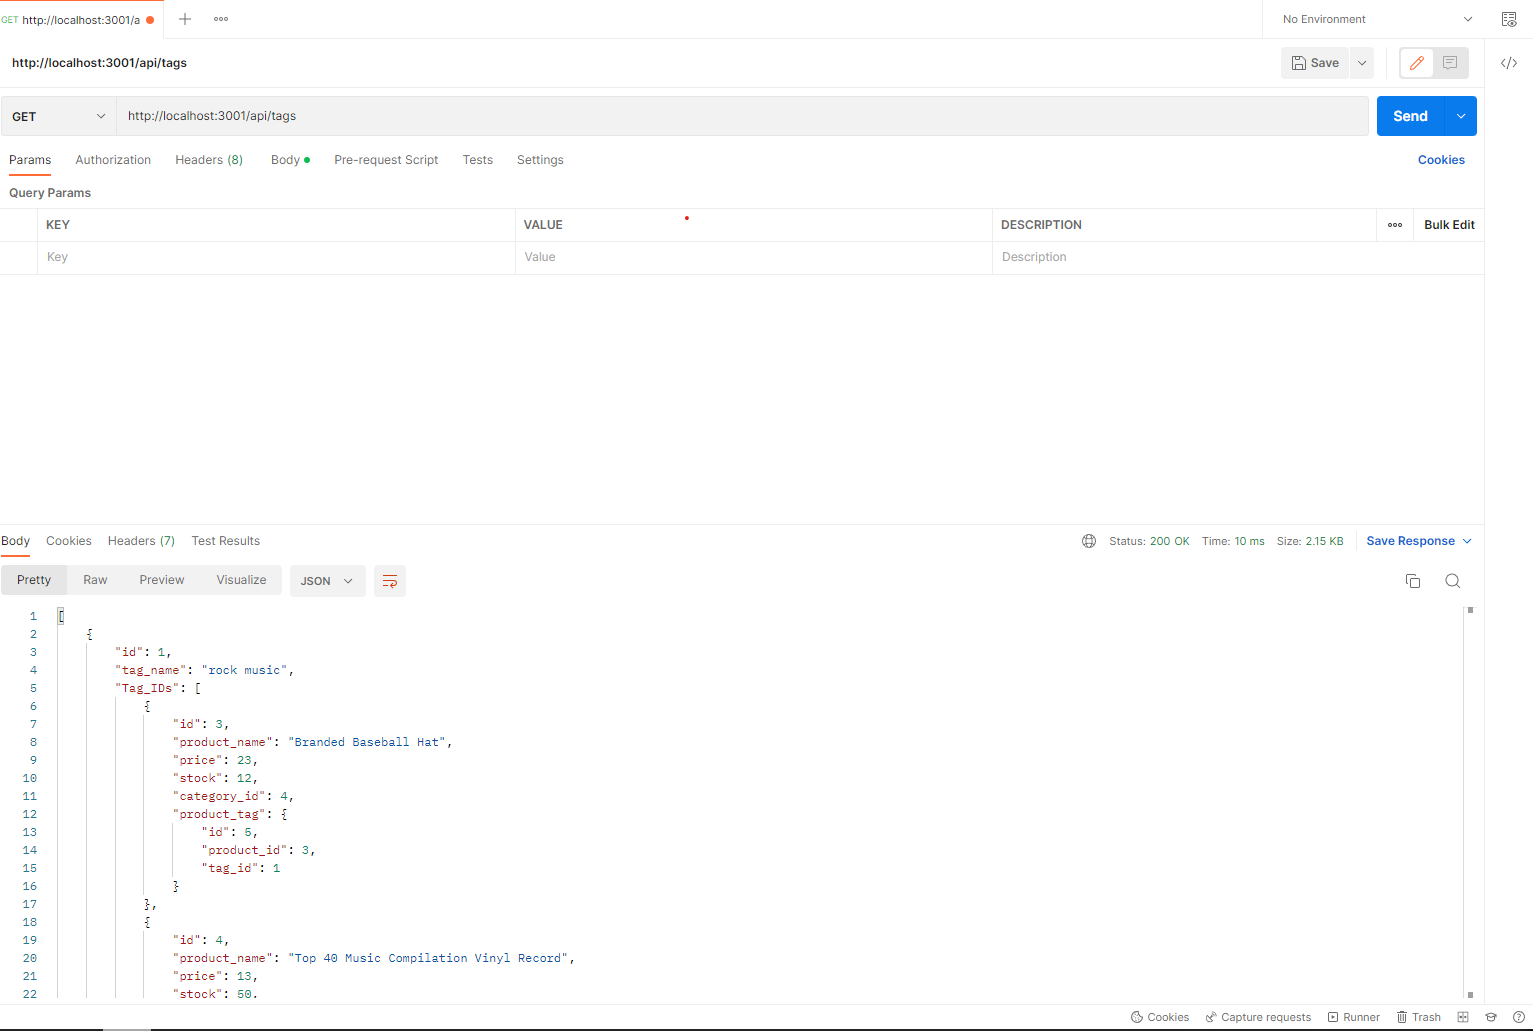 GET http://localhost:3001/a
No Environment
http://localhost:3001/api/tags
Save
GET http://localhost:3001/api/tags Send
Params Authorization Headers (8) Body Pre-request Script Tests Settings Cookies
Query Params
KEY VALUE DESCRIPTION Bulk Edit
Key Value Description
Body Cookies Headers (7) Test Results Status: 200 OK Time: 10 ms Size: 2.15 KB Save Response
Pretty Raw Preview Visualize JSON
1 [
2 {
3 "id": 1,
4 "tag_name": "rock music",
5 "Tag_IDs": [
6 {
7 "id": 3,
8 "product_name": "Branded Baseball Hat",
9 "price": 23,
10 "stock": 12,
11 "category_id": 4,
12 "product_tag": {
13 "id": 5,
14 "product_id": 3,
15 "tag_id": 1
16 }
17 },
18 {
19 "id": 4,
20 "product_name": "Top 40 Music Compilation Vinyl Record",
21 "price": 13,
22 "stock": 50,
Cookies Capture requests Runner Trash